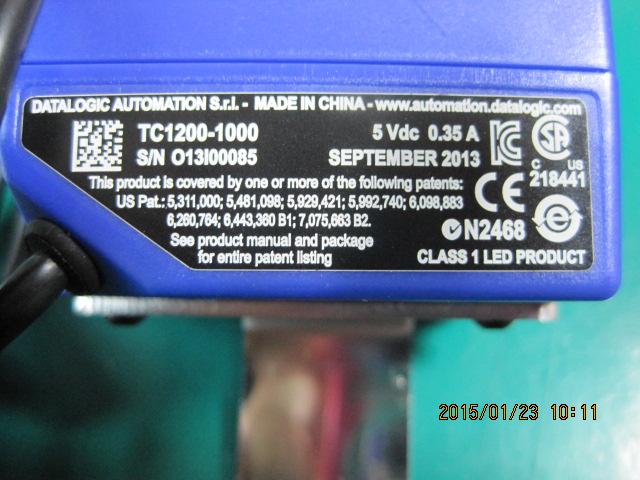 DATALOGIC AUTOMATION S.r.l. - MADE IN CHINA - www.automation.datalogic.com
TC1200-1000
S/N O13I00085
5 Vdc 0.35 A
SEPTEMBER 2013
C US
218441
This product is covered by one or more of the following patents:
US Pat.: 5,311,000; 5,481,098; 5,929,421; 5,992,740; 6,098,883
6,260,764; 6,443,360 B1; 7,075,663 B2.
See product manual and package
for entire patent listing
CE
N2468
CLASS 1 LED PRODUCT
2015/01/23 10:11